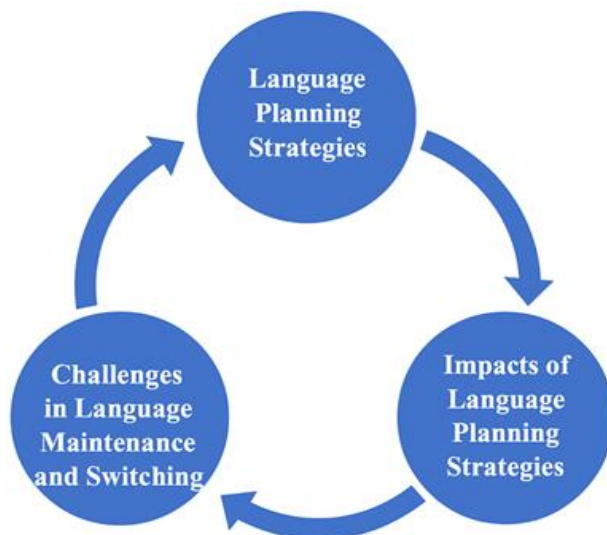 Language
Planning
Strategies
Impacts of
Language
Planning
Strategies
Challenges
in Language
Maintenance
and Switching